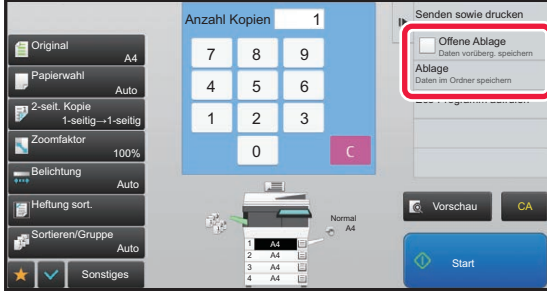 Anzahl Kopien 1
Original
A4
Papierwahl
Auto
2-seit. Kopie
1-seitig→1-seitig
Zoomfaktor
100%
Belichtung
Auto
Heftung sort.
Sortieren/Gruppe
Auto
Sonstiges
7 8 9
4 5 6
1 2 3
0 C
Normal
A4
1 A4
2 A4
3 A4
4 A4
Senden sowie drucken
Offene Ablage
Daten vorüberg. speichern
Ablage
Daten im Ordner speichern
Vorschau
CA
Start